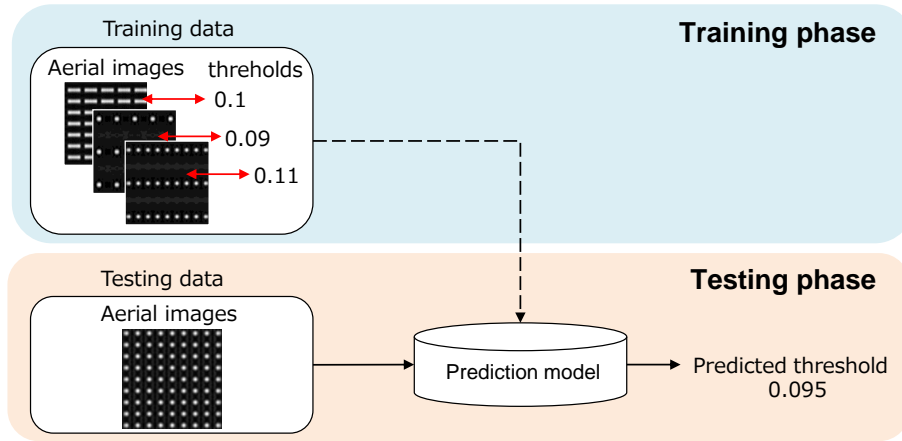 Training data
Training phase
Aerial images
threholds
0.1
0.09
0.11
Testing data
Testing phase
Aerial images
Prediction model
Predicted threshold
0.095